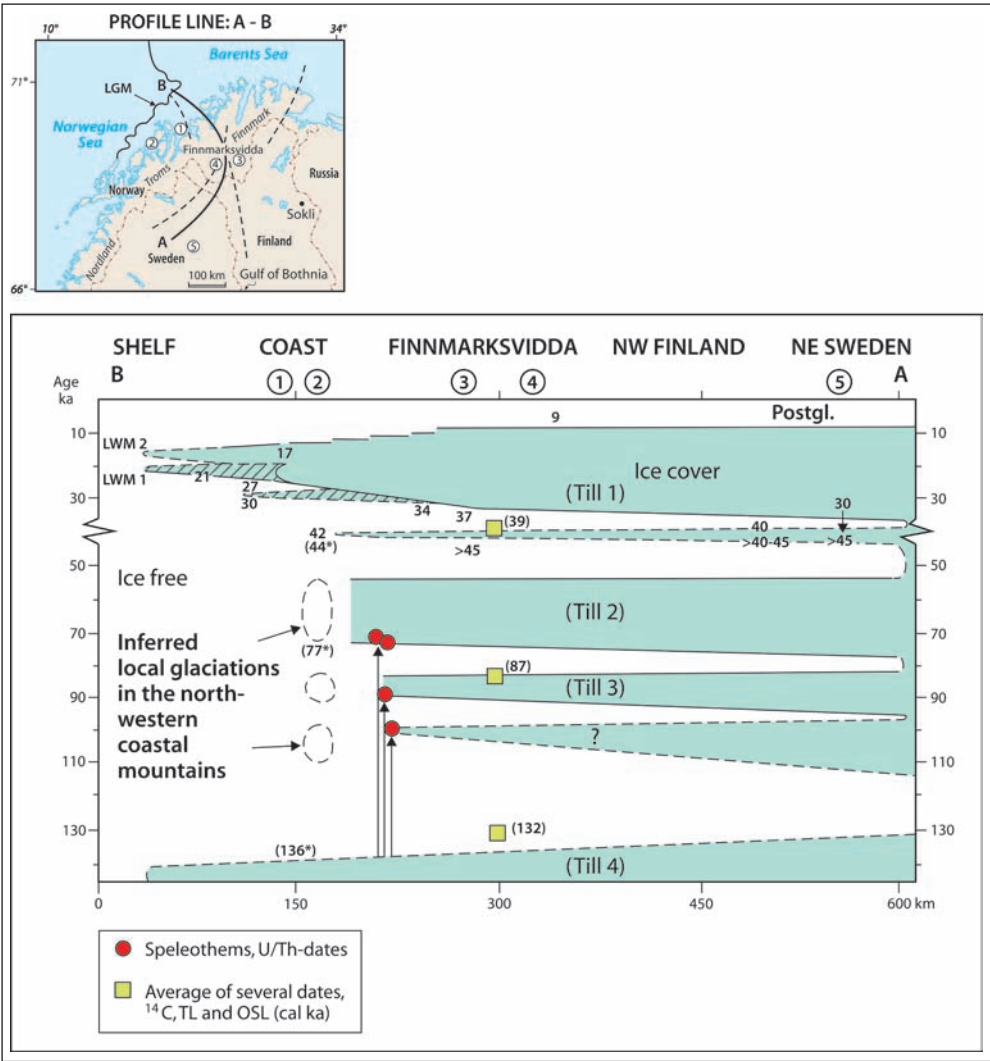 PROFILE LINE: A - B
10°
34°
Barents Sea
71°
B
LGM
Norwegian
Sea
1
2
Finnmark
Finnmarksvidda
4
3
Troms
Norway
Russia
Sokli
A
Sweden
5
Finland
Nordland
100 km
Gulf of Bothnia
66°
SHELF COAST FINNMARKSVIDDA NW FINLAND NE SWEDEN
B 1 2 3 4 5 A
Age
ka
9 Postgl.
10 10
LWM 2
17
Ice cover
LWM 1
21
(Till 1)
27
30 30 30
30
34
37
(39)
40
42
(44*)
>45
>40-45
>45
50 50
Ice free
(Till 2)
70 70
Inferred
local glaciations
in the north-
western
coastal
mountains
(77*)
(87)
(Till 3)
90 90
?
110 110
130 130
(132)
(136*)
(Till 4)
0 150 300 450 600 km
Speleothems, U/Th-dates
Average of several dates,
14C, TL and OSL (cal ka)